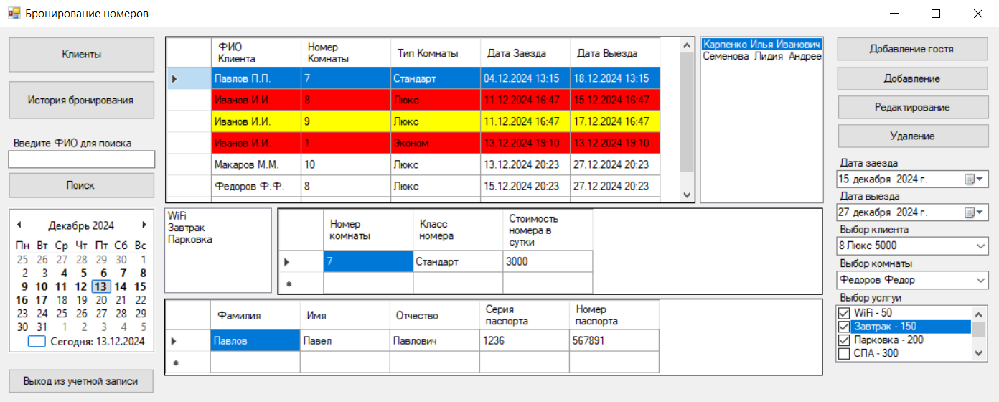 Бронирование номеров
Клиенты
История бронирования
Введите ФИО для поиска
Поиск
Декабрь 2024
Пн Вт Ср Чт Пт Сб Вс
25 26 27 28 29 30 1
2 3 4 5 6 7 8
9 10 11 12 13 14 15
16 17 18 19 20 21 22
23 24 25 26 27 28 29
30 31 1 2 3 4 5
Сегодня: 13.12.2024
Выход из учетной записи
ФИО Клиента Номер Комнаты Тип Комнаты Дата Заезда Дата Выезда
Павлов П.П. 7 Стандарт 04.12.2024 13:15 18.12.2024 13:15
Иванов И.И. 8 Люкс 11.12.2024 16:47 15.12.2024 16:47
Иванов И.И. 9 Люкс 11.12.2024 16:47 17.12.2024 16:47
Иванов И.И. 1 Эконом 13.12.2024 19:10 13.12.2024 19:10
Макаров М.М. 10 Люкс 13.12.2024 20:23 27.12.2024 20:23
Федоров Ф.Ф. 8 Люкс 15.12.2024 20:23 27.12.2024 20:23
Карпенко Илья Иванович
Семенова Лидия Андрее
WiFi
Завтрак
Парковка
Номер комнаты Класс номера Стоимость номера в сутки
7 Стандарт 3000
Фамилия Имя Отчество Серия паспорта Номер паспорта
Павлов Павел Павлович 1236 567891
Добавление гостя
Добавление
Редактирование
Удаление
Дата заезда
15 декабря 2024 г.
Дата выезда
27 декабря 2024 г.
Выбор клиента
8 Люкс 5000
Выбор комнаты
Федоров Федор
Выбор услгуи
WiFi - 50
Завтрак - 150
Парковка - 200
СПА - 300